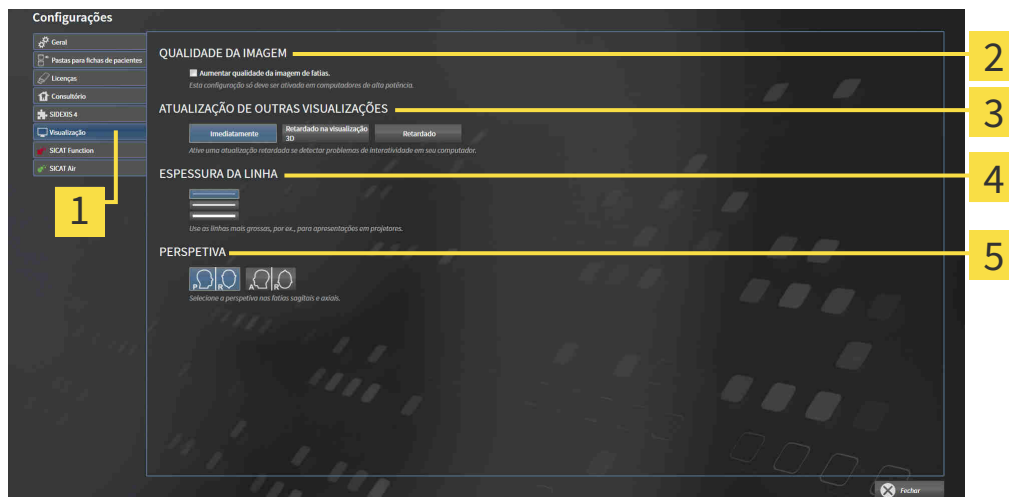 Configurações
Geral
Pastas para fichas de pacientes
Licenças
Consultório
SIDEXIS 4
Visualização
SICAT Function
SICAT Air
1
QUALIDADE DA IMAGEM
2
Aumentar qualidade da imagem de fatias.
Esta configuração só deve ser ativada em computadores de alta potência.
ATUALIZAÇÃO DE OUTRAS VISUALIZAÇÕES
3
Imediatamente
Retardado na visualização
3D
Retardado
Ative uma atualização retardada se detectar problemas de interatividade em seu computador.
ESPESSURA DA LINHA
4
Use as linhas mais grossas, por ex., para apresentações em projetores.
PERSPETIVA
5
P R A R
Selecione a perspetiva nas fatias sagitais e axiais.
Fechar